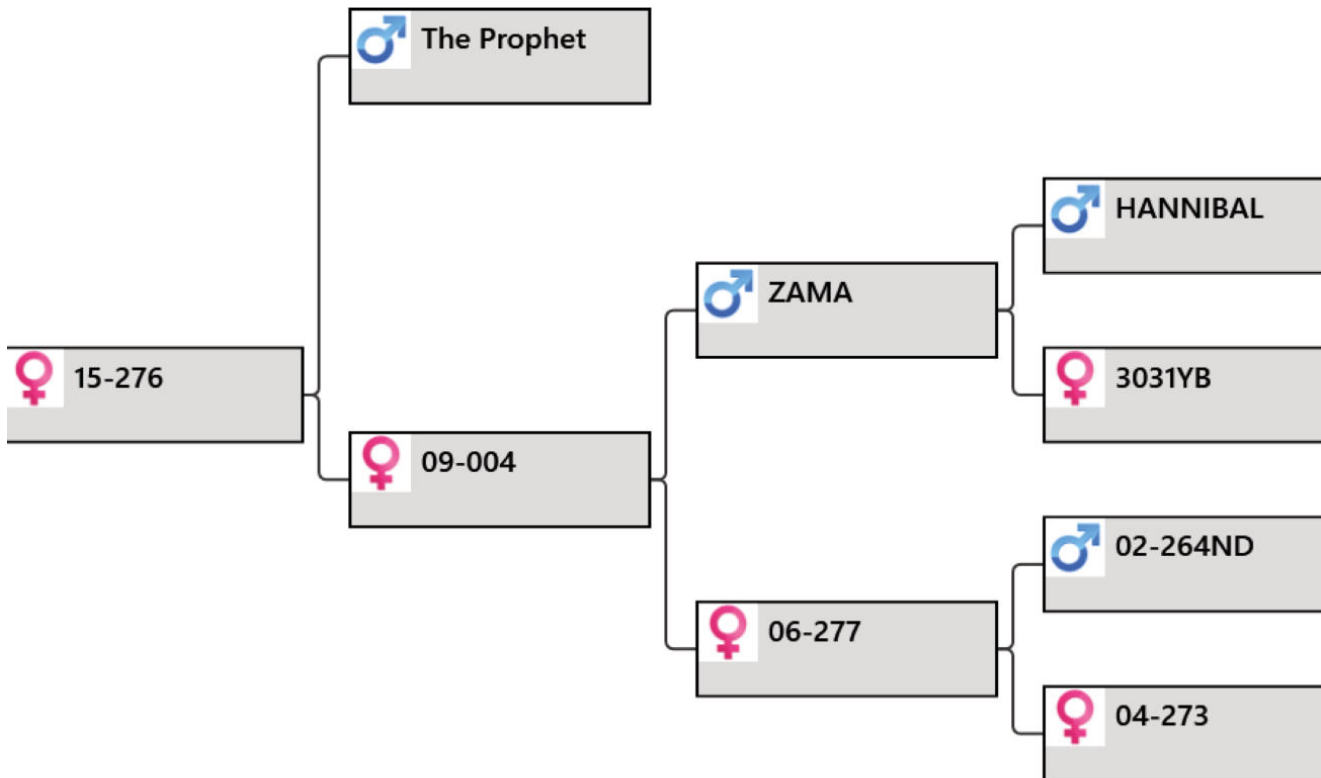 The Prophet
HANNIBAL
ZAMA
3031YB
15-276
09-004
02-264ND
06-277
04-273